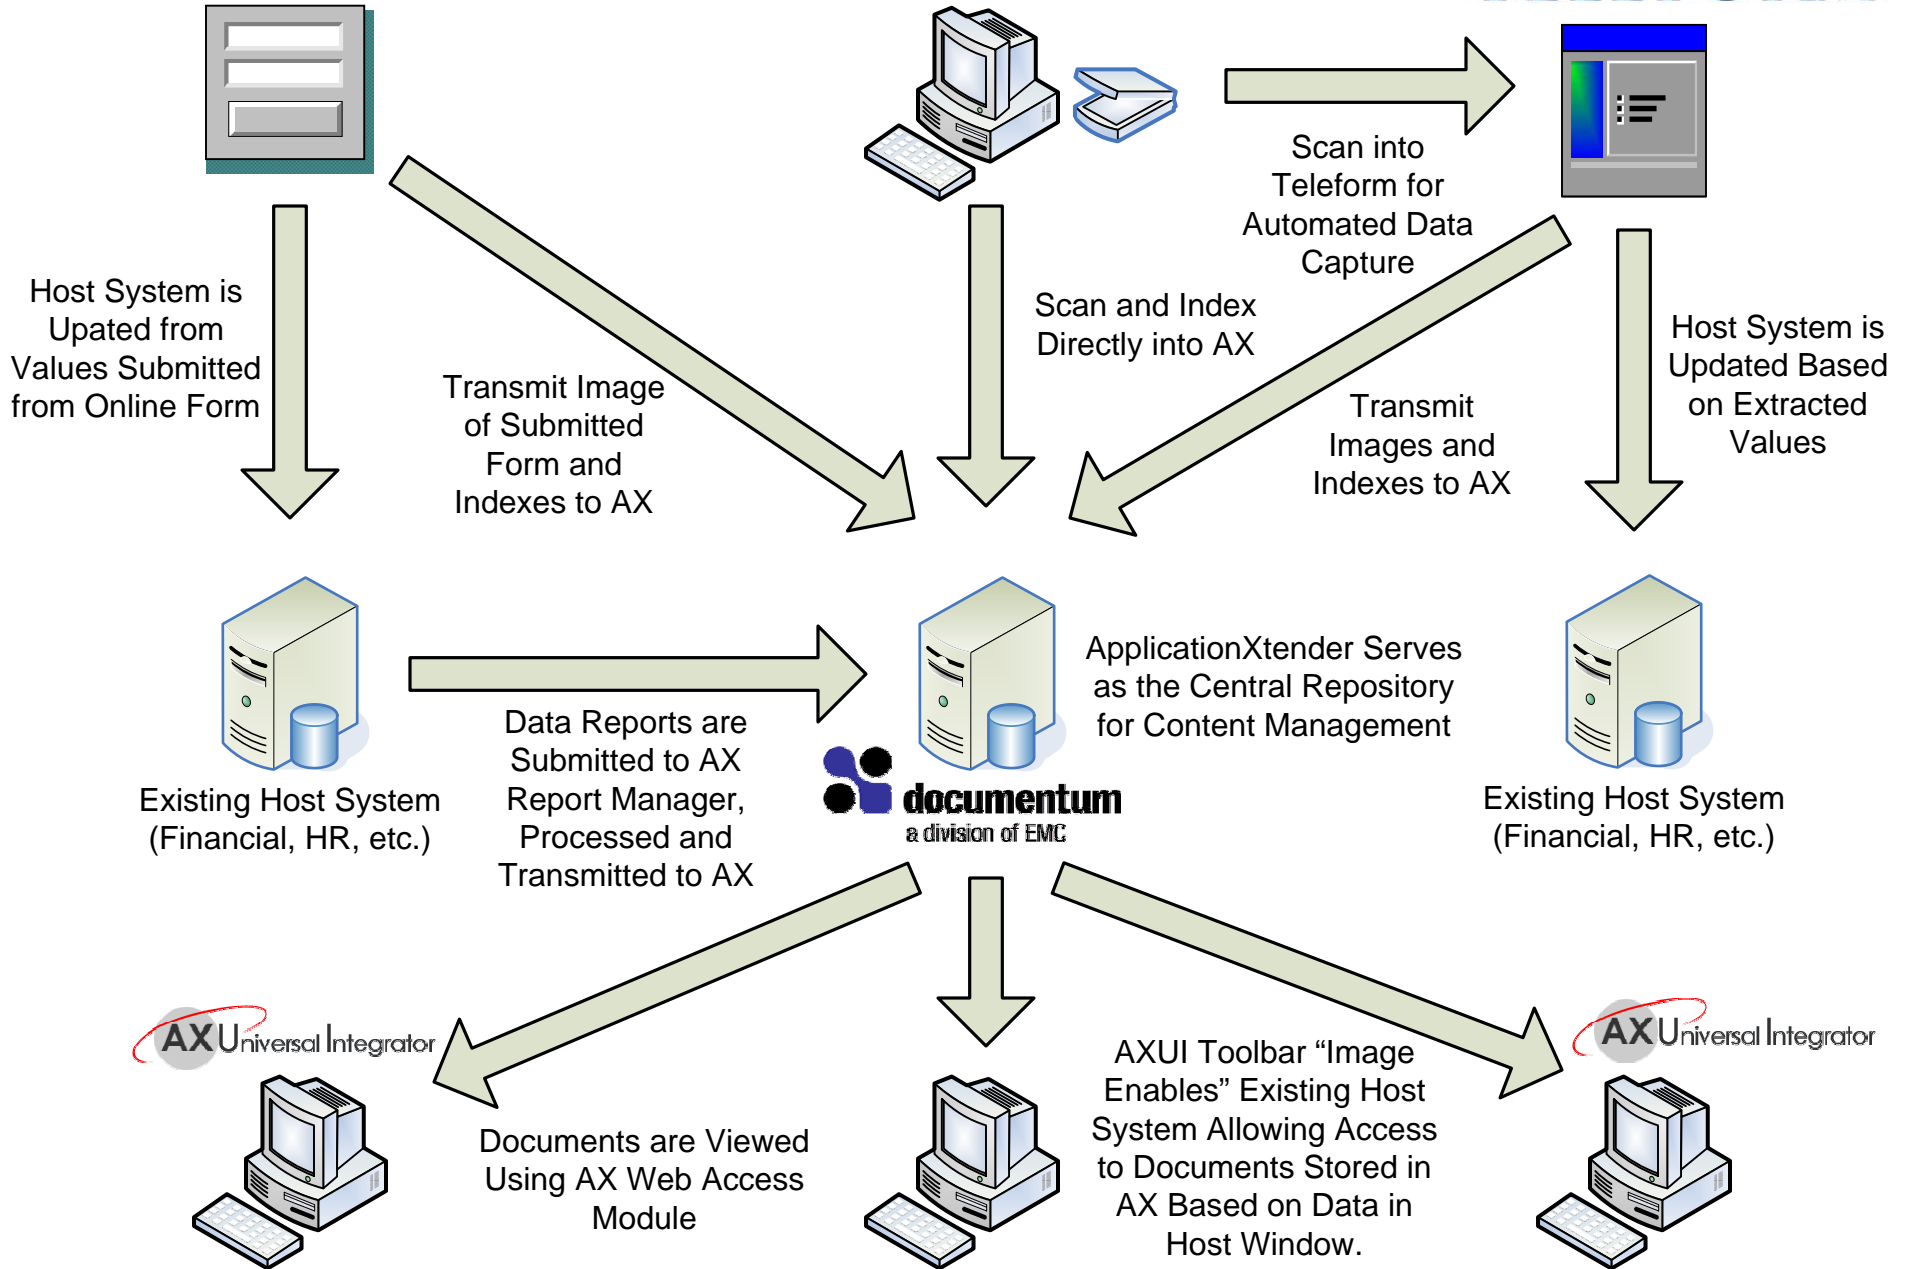 Scan into
Teleform for
Automated Data
Capture
Host System is
Upated from
Values Submitted
from Online Form
Transmit Image
of Submitted
Form and
Indexes to AX
Scan and Index
Directly into AX
Transmit
Images and
Indexes to AX
Host System is
Updated Based
on Extracted
Values
Existing Host System
(Financial, HR, etc.)
Data Reports are
Submitted to AX
Report Manager,
Processed and
Transmitted to AX
ApplicationXtender Serves
as the Central Repository
for Content Management
documentum
a division of EMC
Existing Host System
(Financial, HR, etc.)
AXUniversal Integrator
Documents are Viewed
Using AX Web Access
Module
AXUI Toolbar “Image
Enables” Existing Host
System Allowing Access
to Documents Stored in
AX Based on Data in
Host Window.
AXUniversal Integrator